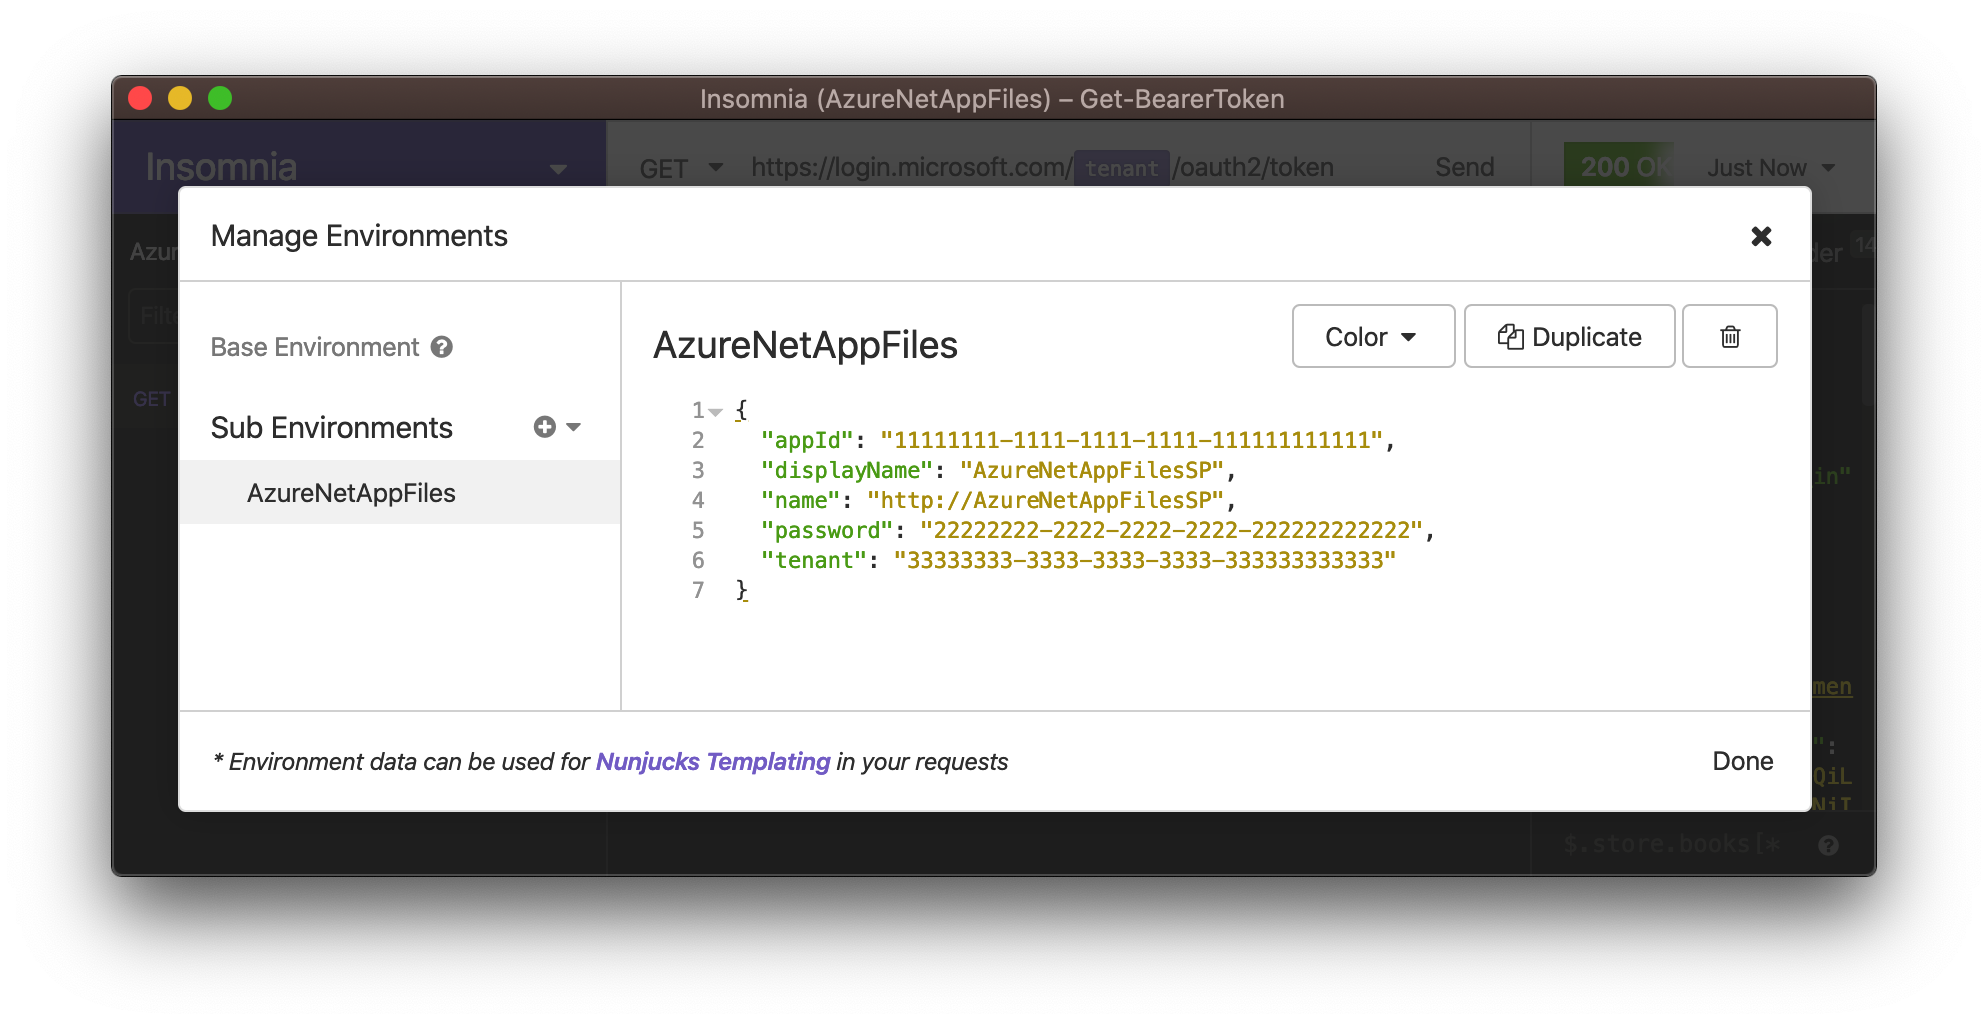 Insomnia (AzureNetAppFiles) – Get-BearerToken
Insomnia
GET https://login.microsoft.com/ tenant /oauth2/token Send 200 OK Just Now
Manage Environments
Base Environment
AzureNetAppFiles
Color Duplicate
Sub Environments
AzureNetAppFiles
GET
1 {
2 "appId": "11111111-1111-1111-1111-111111111111",
3 "displayName": "AzureNetAppFilesSP",
4 "name": "http://AzureNetAppFilesSP",
5 "password": "22222222-2222-2222-2222-222222222222",
6 "tenant": "33333333-3333-3333-3333-333333333333"
7 }
* Environment data can be used for Nunjucks Templating in your requests
Done
$.store.books[*